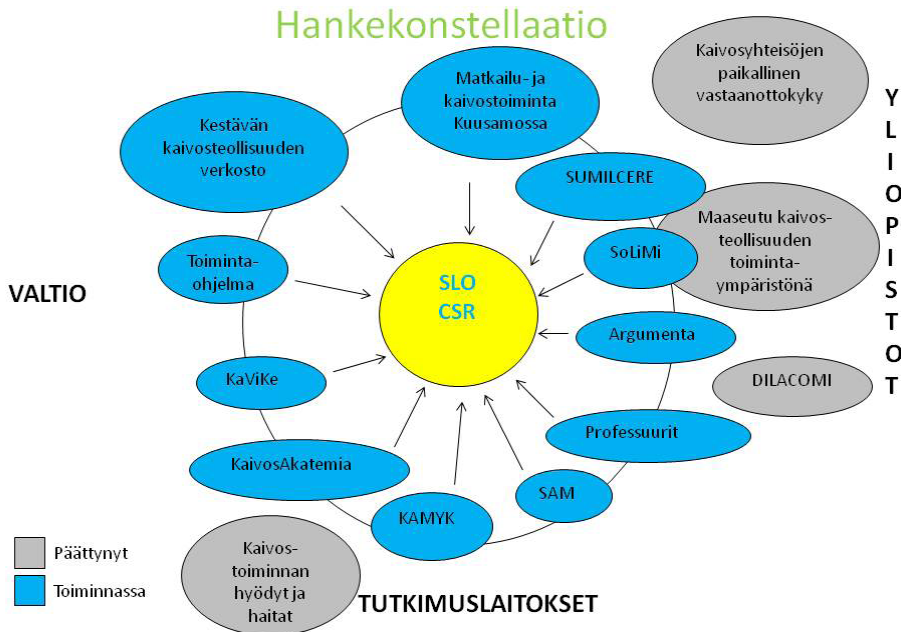 Hankekonstellaatio
Kaivosyhteisöjen
paikallinen
vastaanottokyky
Matkailu- ja
kaivostoiminta
Kuusamossa
Kestävän
kaivosteollisuuden
verkosto
SUMILCERE
Maaseutu kaivos-
teollisuuden
toiminta-
ympäristönä
SoLiMi
Toiminta-
ohjelma
SLO
CSR
VALTIO
YLIOPISTOT
Argumenta
KaViKe
DILACOMI
Professuurit
KaivosAkatemia
SAM
KAMYK
Kaivos-
toiminnan
hyödyt ja
haitat
Päättynyt
Toiminnassa
TUTKIMUSLAITOKSET